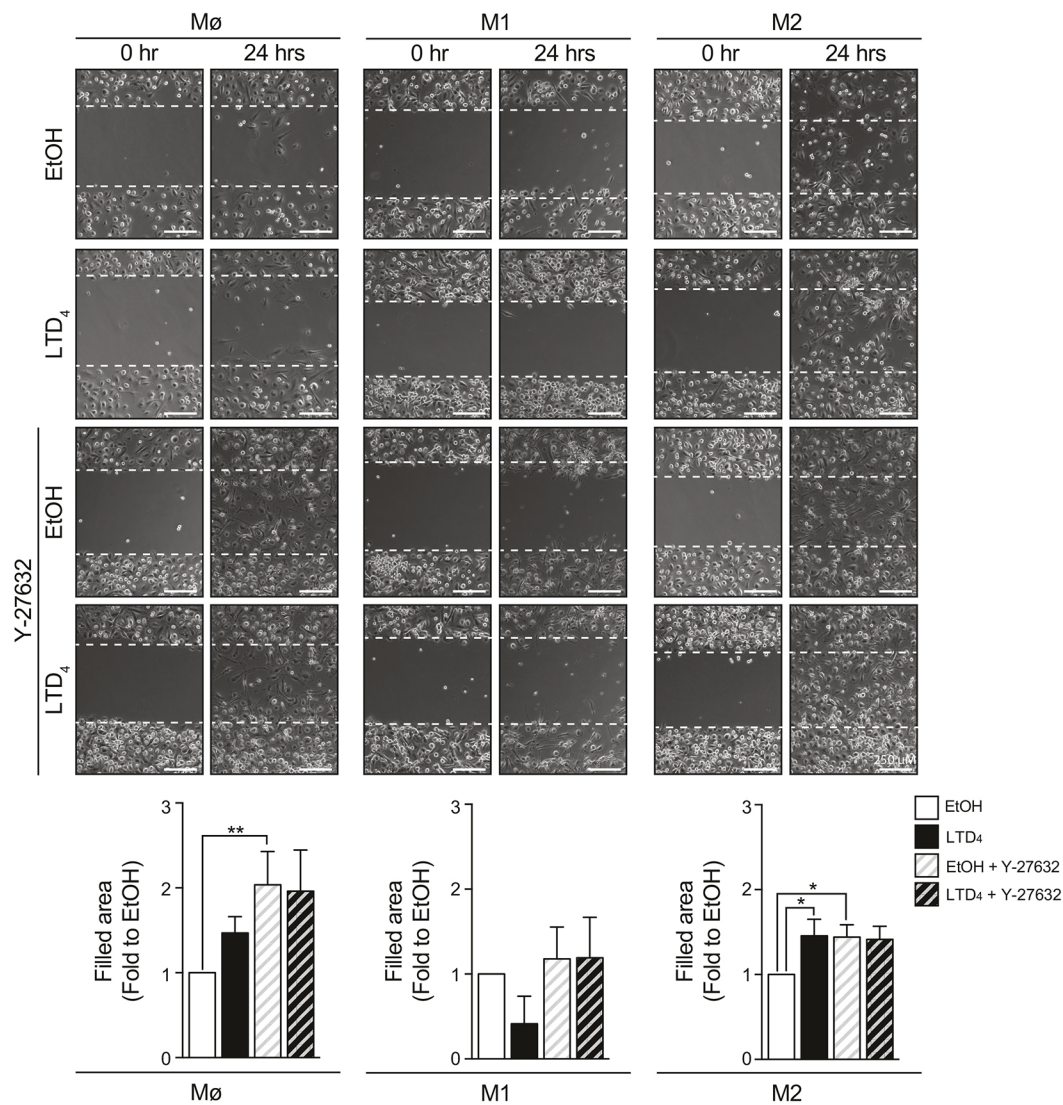 Mø M1 M2
0 hr 24 hrs 0 hr 24 hrs 0 hr 24 hrs
EtOH
LTD₄
Y-27632
EtOH
LTD₄
250 uM
3 3 3
EtOH
LTD₄
EtOH + Y-27632
LTD₄ + Y-27632
**
*
*
2 2 2
Filled area
(Fold to EtOH)
Filled area
(Fold to EtOH)
Filled area
(Fold to EtOH)
1 1 1
0 0 0
Mø M1 M2